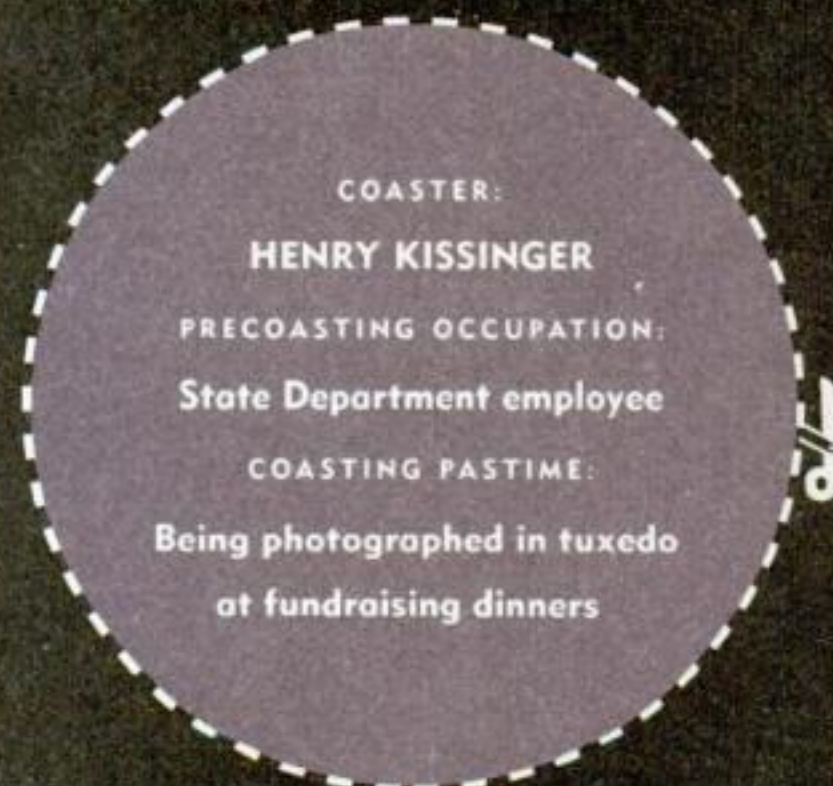 COASTER:
HENRY KISSINGER
PRECOASTING OCCUPATION:
State Department employee
COASTING PASTIME:
Being photographed in tuxedo
at fundraising dinners